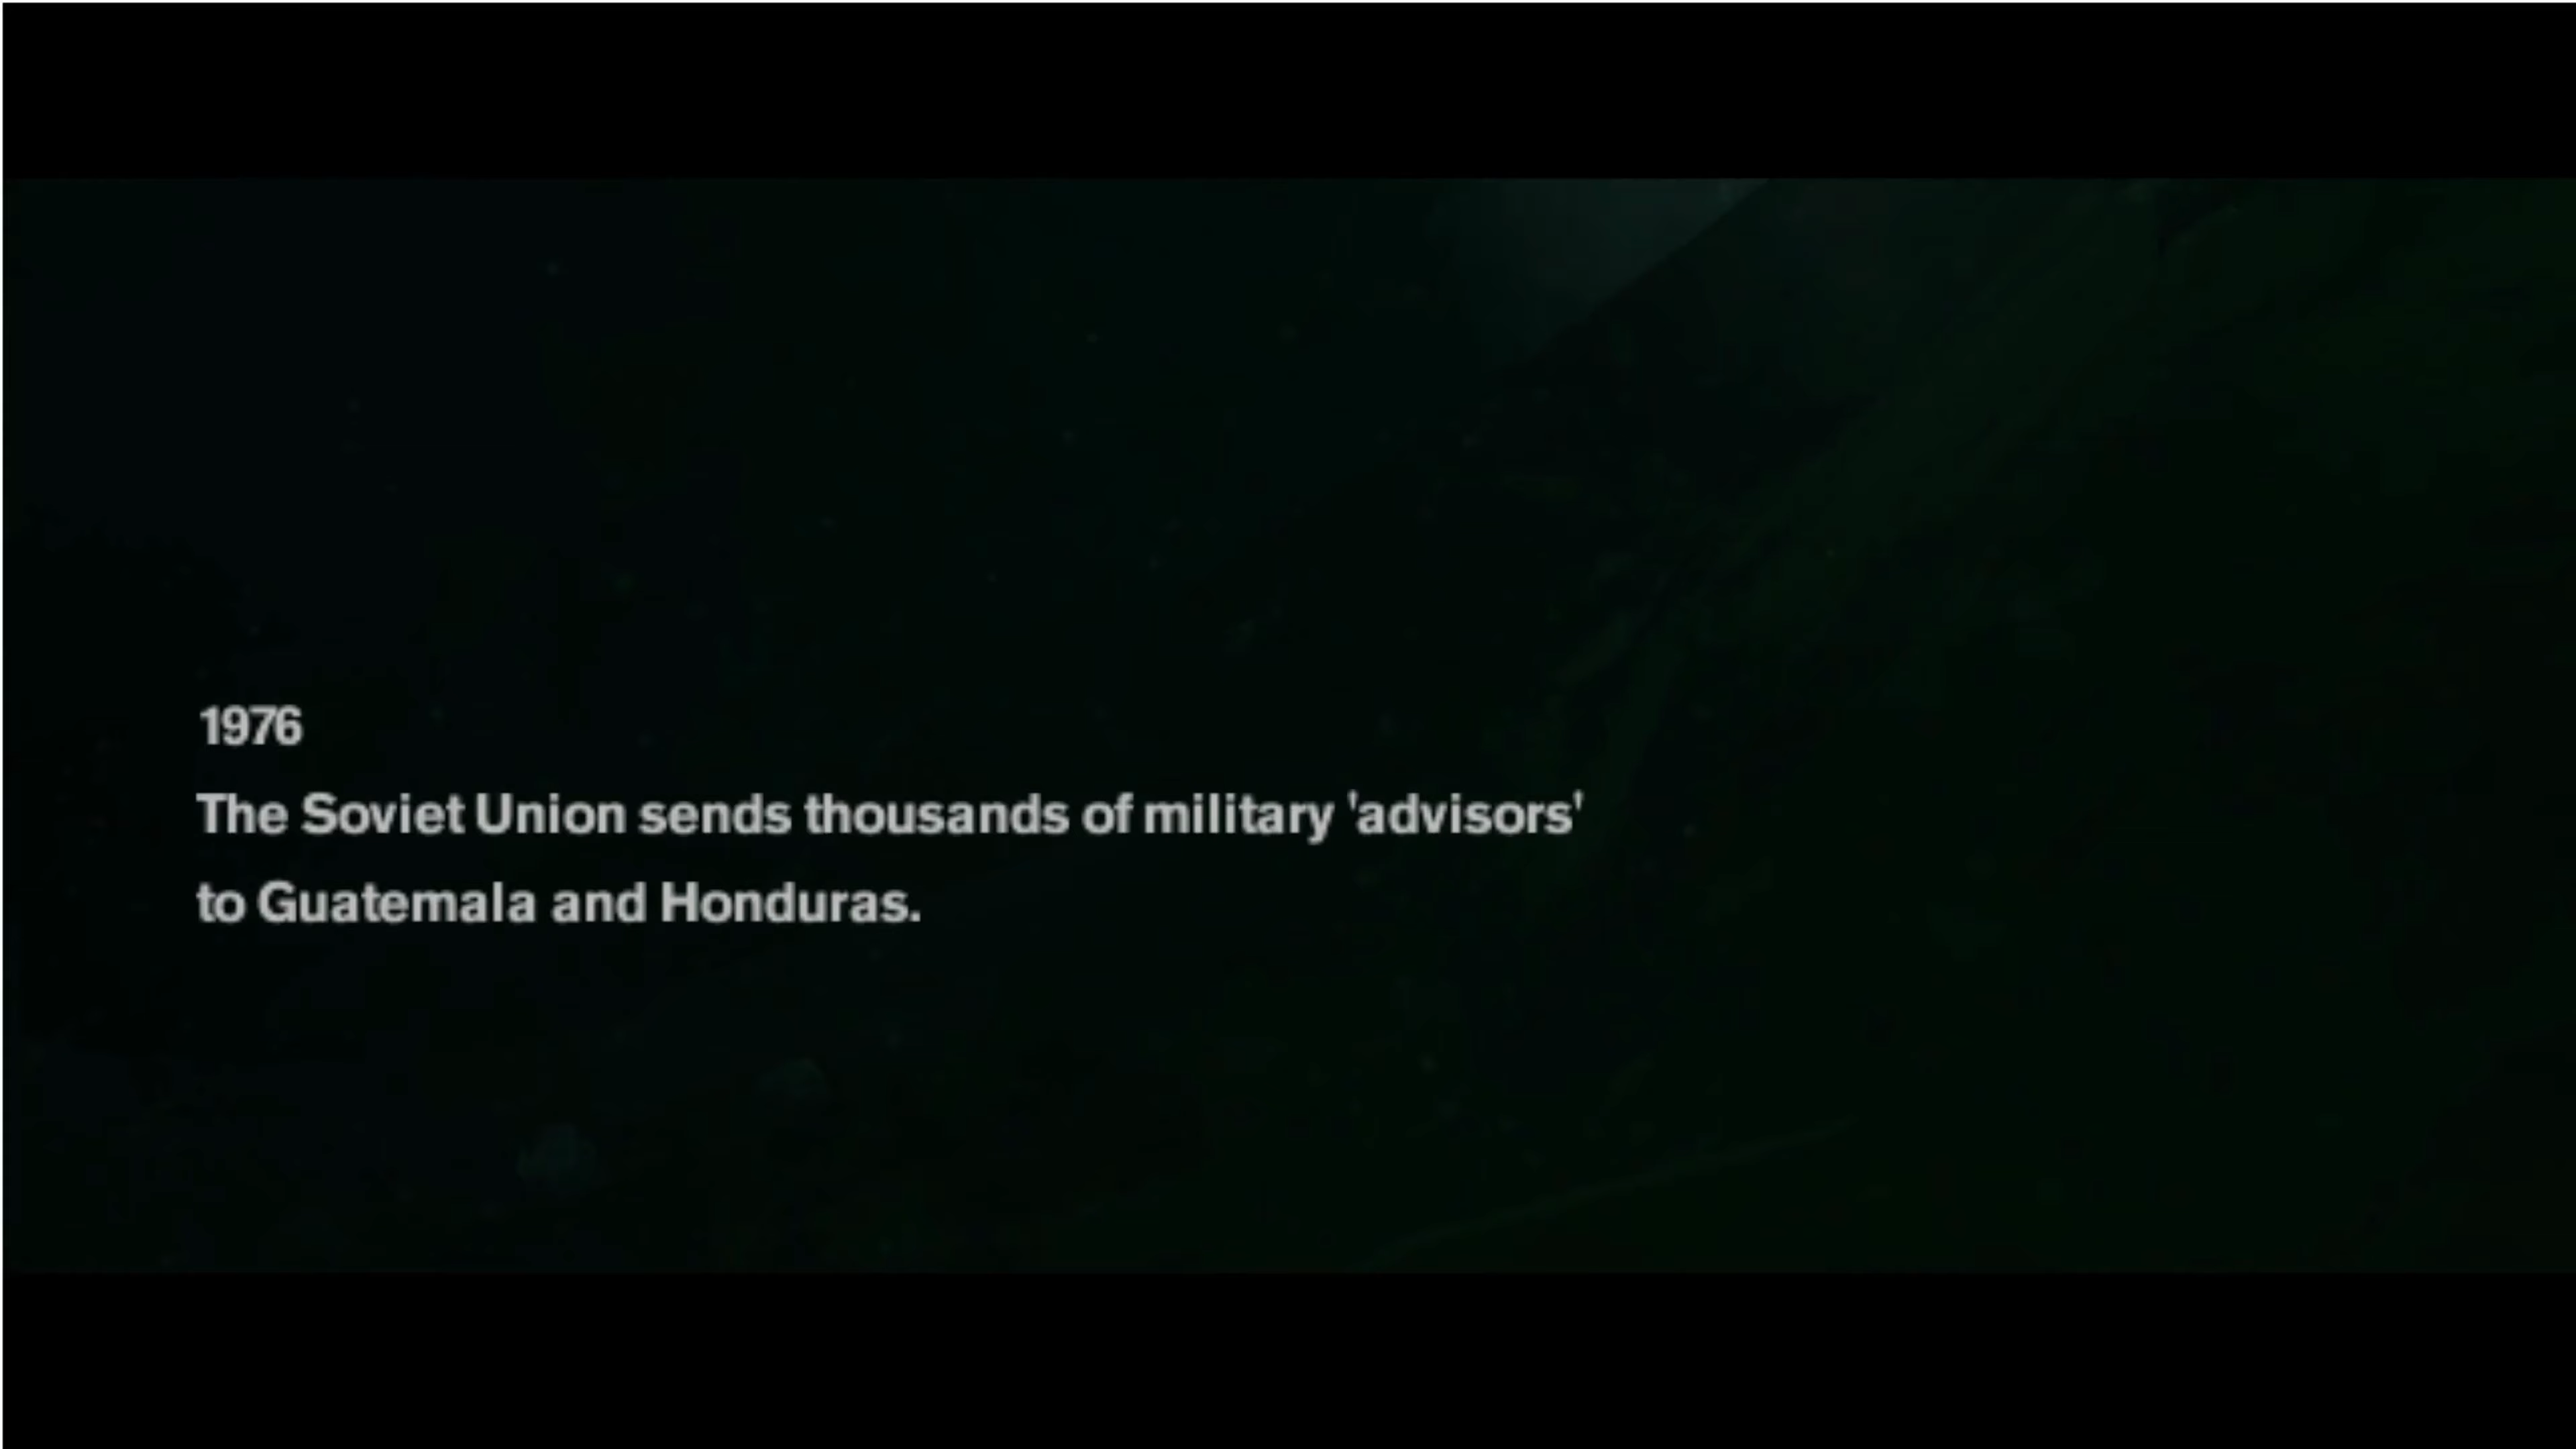 1976
The Soviet Union sends thousands of military 'advisors'
to Guatemala and Honduras.